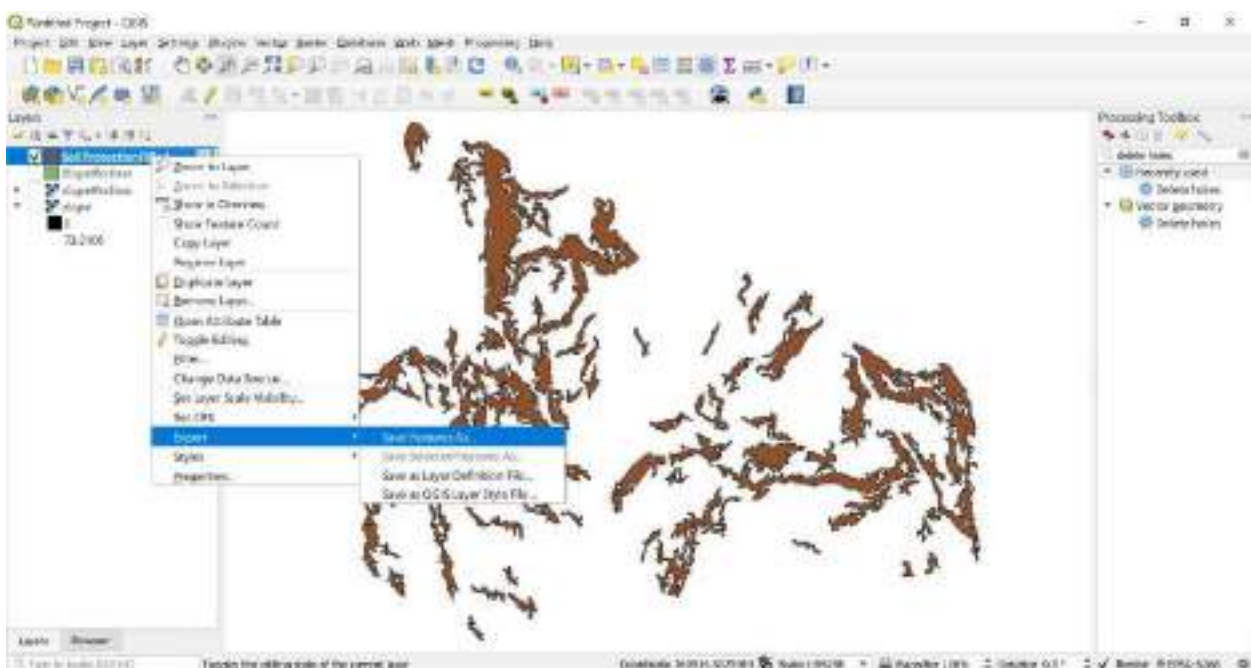 Untitled Project - QGIS
Project Edit View Layer Settings Plugins Vector Raster Database Web Mesh Processing Help
Layers
Soil Protection
slope
0
Zoom to Layer
Zoom to Selection
Show in Overview
Show Feature Count
Copy Layer
Rename Layer
Duplicate Layer
Remove Layer...
Open Attribute Table
Toggle Editing
Filter...
Change Data Source...
Set Layer Scale Visibility...
Set CRS
Export
Styles
Properties...
Save Features As...
Save Selected Features As...
Save as Layer Definition File...
Save as QGIS Layer Style File...
Processing Toolbox
delete holes
Recently used
Delete holes
Vector geometry
Delete holes
Layers Browser
Toggles the editing state of the current layer
Coordinate
Scale
Magnifier 100%
Rotation 0.0 °
Render